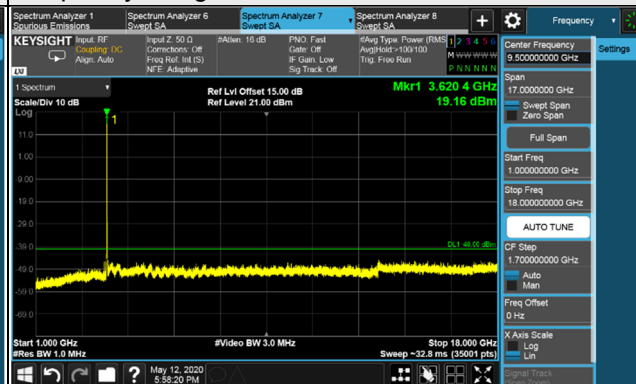 Spectrum Analyzer 1
Spurious Emissions
Spectrum Analyzer 6
Swept SA
Spectrum Analyzer 7
Swept SA
Spectrum Analyzer 8
Swept SA
+
Frequency
KEYSIGHT
Input: RF
Coupling: DC
Align: Auto
LXI
Input Z: 50 Ω
Corrections: Off
Freq Ref: Int (S)
NFE: Adaptive
#Atten: 16 dB
PNO: Fast
Gate: Off
IF Gain: Low
Sig Track: Off
#Avg Type: Power (RMS
Avg|Hold:>100/100
Trig: Free Run
1 2 3 4 5 6
M W W W W W
P N N N N N
1 Spectrum
Scale/Div 10 dB
Log
Ref Lvl Offset 15.00 dB
Ref Level 21.00 dBm
Mkr1 3.620 4 GHz
19.16 dBm
1
11.0
1.00
-9.00
-19.0
-29.0
-39.0
-49.0
-59.0
-69.0
DL1 -40.00 dBm
Start 1.000 GHz
#Res BW 1.0 MHz
#Video BW 3.0 MHz
Stop 18.000 GHz
Sweep ~32.8 ms (35001 pts)
May 12, 2020
5:58:20 PM
Center Frequency
9.500000000 GHz
Settings
Span
17.0000000 GHz
Swept Span
Zero Span
Full Span
Start Freq
1.000000000 GHz
Stop Freq
18.000000000 GHz
AUTO TUNE
CF Step
1.700000000 GHz
Auto
Man
Freq Offset
0 Hz
X Axis Scale
Log
Lin
Signal Track